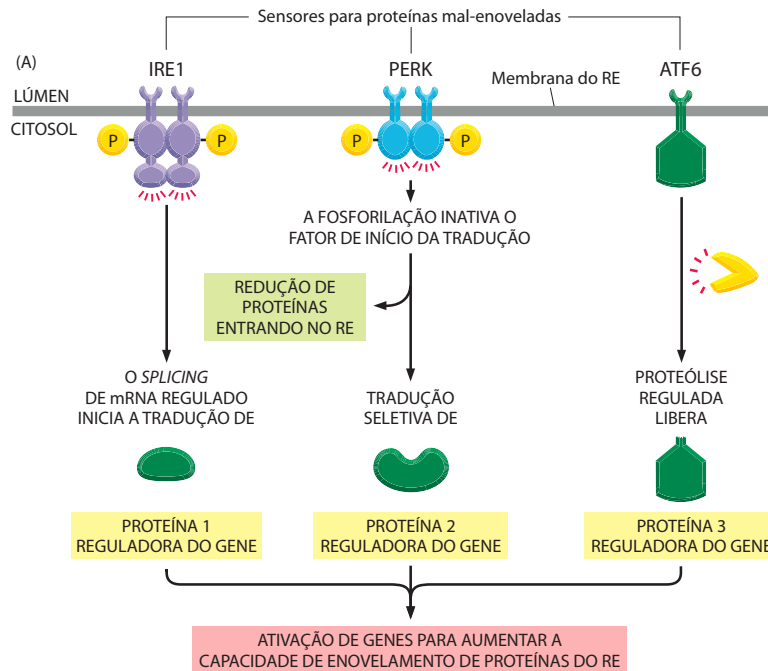 Sensores para proteínas mal-enoveladas
(A)
IRE1
PERK
ATF6
Membrana do RE
LÚMEN
CITOSOL
P
P
P
P
A FOSFORILAÇÃO INATIVA O
FATOR DE INÍCIO DA TRADUÇÃO
REDUÇÃO DE
PROTEÍNAS
ENTRANDO NO RE
O SPLICING
DE mRNA REGULADO
INICIA A TRADUÇÃO DE
TRADUÇÃO
SELETIVA DE
PROTEÓLISE
REGULADA
LIBERA
PROTEÍNA 1
REGULADORA DO GENE
PROTEÍNA 2
REGULADORA DO GENE
PROTEÍNA 3
REGULADORA DO GENE
ATIVAÇÃO DE GENES PARA AUMENTAR A
CAPACIDADE DE ENOVELAMENTO DE PROTEÍNAS DO RE